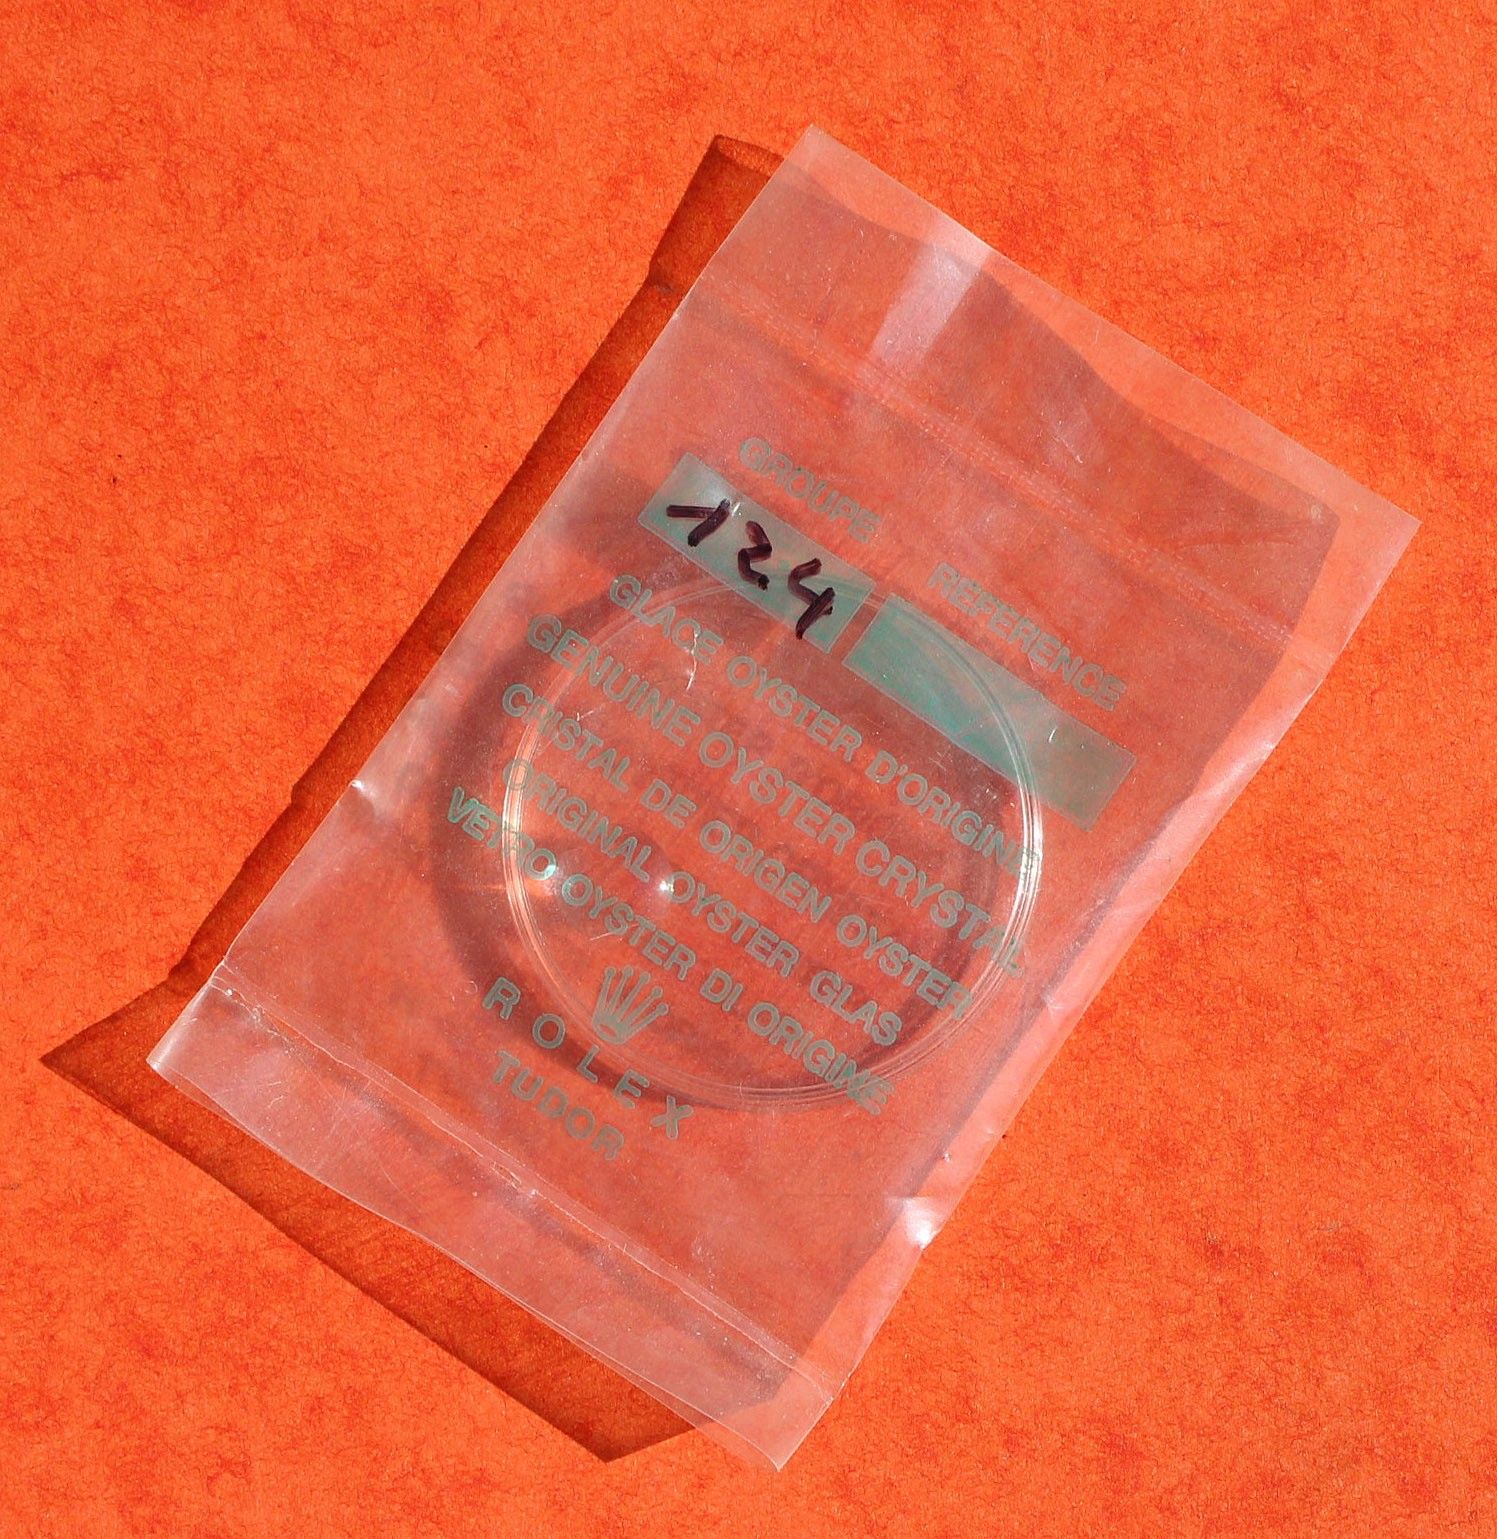 GROUPE REFERENCE
124
GLACE OYSTER D'ORIGINE
GENUINE OYSTER CRYSTAL
CRISTAL DE ORIGEN OYSTER
ORIGINAL OYSTER GLAS
VETRO OYSTER DI ORIGINE
ROLEX
TUDOR